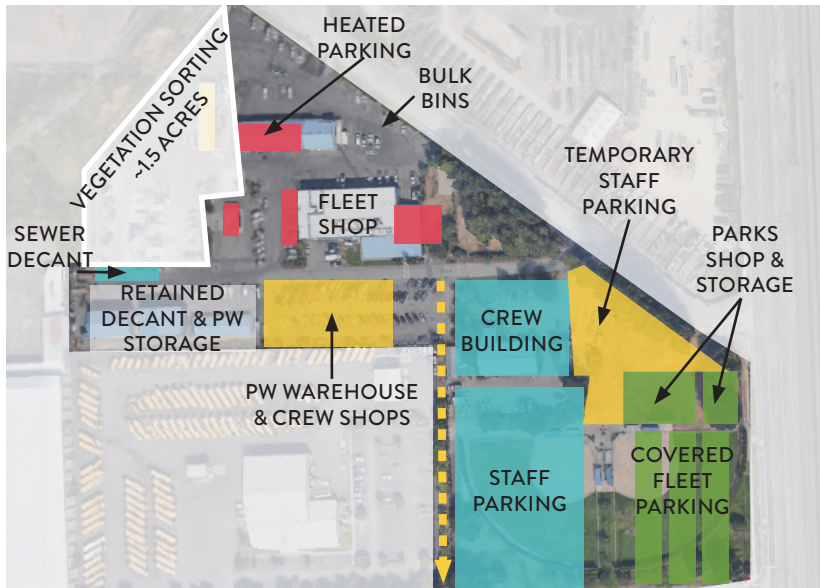 HEATED
PARKING
BULK
BINS
VEGETATION SORTING
~1.5 ACRES
TEMPORARY
STAFF
PARKING
FLEET
SHOP
PARKS
SHOP &
STORAGE
SEWER
DECANT
RETAINED
DECANT & PW
STORAGE
CREW
BUILDING
PW WAREHOUSE
& CREW SHOPS
STAFF
PARKING
COVERED
FLEET
PARKING